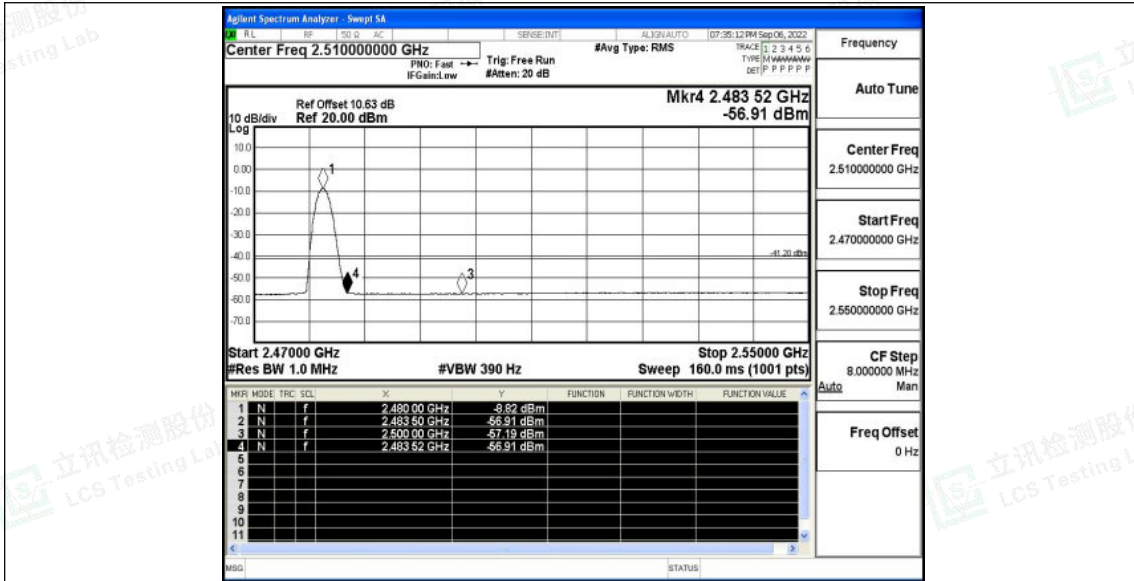 Agilent Spectrum Analyzer - Swept SA
RL RF 50 Ω AC SENSE:INT ALIGN AUTO 07:35:12 PM Sep 06, 2022
Center Freq 2.510000000 GHz
PNO: Fast
IFGain:Low
Trig: Free Run
#Atten: 20 dB
#Avg Type: RMS
TRACE 1 2 3 4 5 6
TYPE M
DET P P P P P P
Frequency
Auto Tune
Center Freq
2.510000000 GHz
Start Freq
2.470000000 GHz
Stop Freq
2.550000000 GHz
CF Step
8.000000 MHz
Auto Man
Freq Offset
0 Hz
Mkr4 2.483 52 GHz
-56.91 dBm
Ref Offset 10.63 dB
10 dB/div Ref 20.00 dBm
Log
10.0
0.00
-10.0
-20.0
-30.0
-40.0
-50.0
-60.0
-70.0
1
4
3
-41.20 dBm
Start 2.47000 GHz Stop 2.55000 GHz
#Res BW 1.0 MHz #VBW 390 Hz Sweep 160.0 ms (1001 pts)
MKR MODE TRC SCL X Y FUNCTION FUNCTION WIDTH FUNCTION VALUE
1 N f 2.480 00 GHz -8.82 dBm
2 N f 2.483 50 GHz -56.91 dBm
3 N f 2.500 00 GHz -57.19 dBm
4 N f 2.483 52 GHz -56.91 dBm
5
6
7
8
9
10
11
MSG STATUS
立讯检测股份
LCS Testing Lab
立讯检测股份
LCS Testing L
检测股份
sting Lab
立